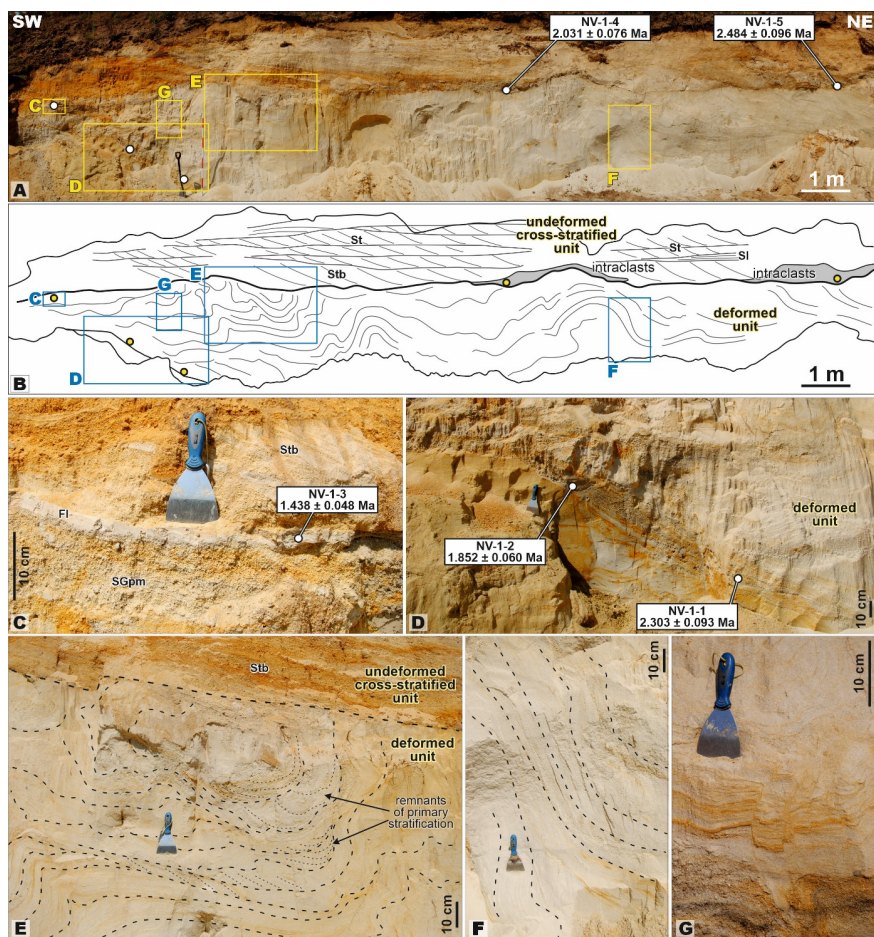 SW
NV-1-4
2.031 ± 0.076 Ma
NV-1-5
2.484 ± 0.096 Ma
NE
E
G
C
D
F
A
1 m
undeformed
cross-stratified
unit
St
St
Sl
Stb
intraclasts
intraclasts
E
G
C
deformed
unit
D
F
B
1 m
Stb
NV-1-3
1.438 ± 0.048 Ma
Fl
SGpm
10 cm
C
NV-1-2
1.852 ± 0.060 Ma
deformed
unit
NV-1-1
2.303 ± 0.093 Ma
10 cm
D
Stb
undeformed
cross-stratified
unit
deformed
unit
remnants
of primary
stratification
10 cm
E
10 cm
F
10 cm
G